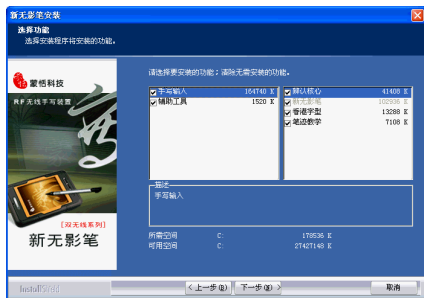 新无影笔安装
选择功能
选择安装程序将安装的功能。
蒙恬科技
RF无线手写装置
[双无线系列]
新无影笔
请选择要安装的功能；清除无需安装的功能。
手写输入 164740 K
辅助工具 1520 K
辨认核心 41408 K
新无影笔 102936 K
香港字型 13288 K
笔迹教学 7108 K
描述
手写输入
所需空间 C: 178536 K
可用空间 C: 27427148 K
InstallShield
< 上一步(B)
下一步(N) >
取消